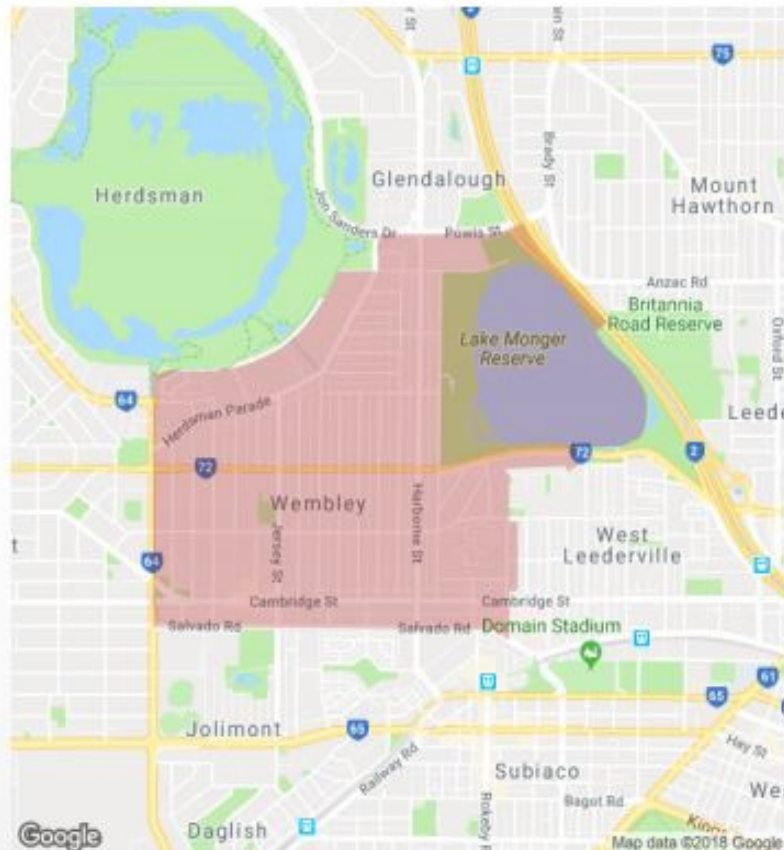 75
2
Brady St
Herdsman
Glendalough
Mount
Hawthorn
Jon Sanders Dr
Powis St
Anzac Rd
Britannia
Road Reserve
Oxford St
Lake Monger
Reserve
64
Herdsman Parade
72
72
2
Wembley
Harborne St
Jersey St
West
Leederville
64
Cambridge St
Cambridge St
Salvado Rd
Salvado Rd
Domain Stadium
61
65
65
Jolimont
Railway Rd
Hay St
Subiaco
Rokeby R
Bagot Rd
Daglish
Google
Map data ©2018 Google